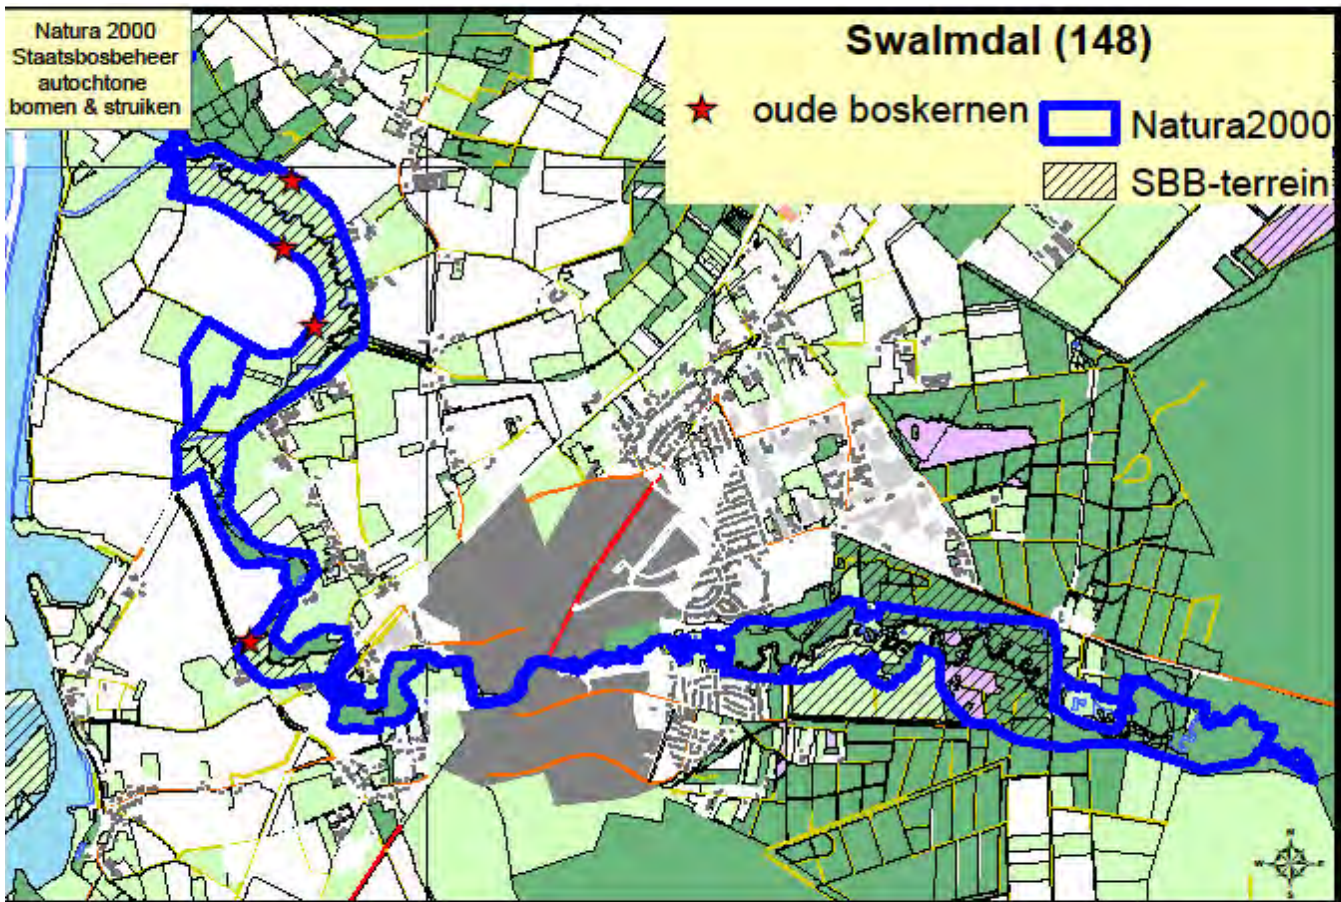 Natura 2000
Staatsbosbeheer
autochtone
bomen & struiken
Swalmdal (148)
oude boskernen
Natura2000
SBB-terrein
N
W
E
S